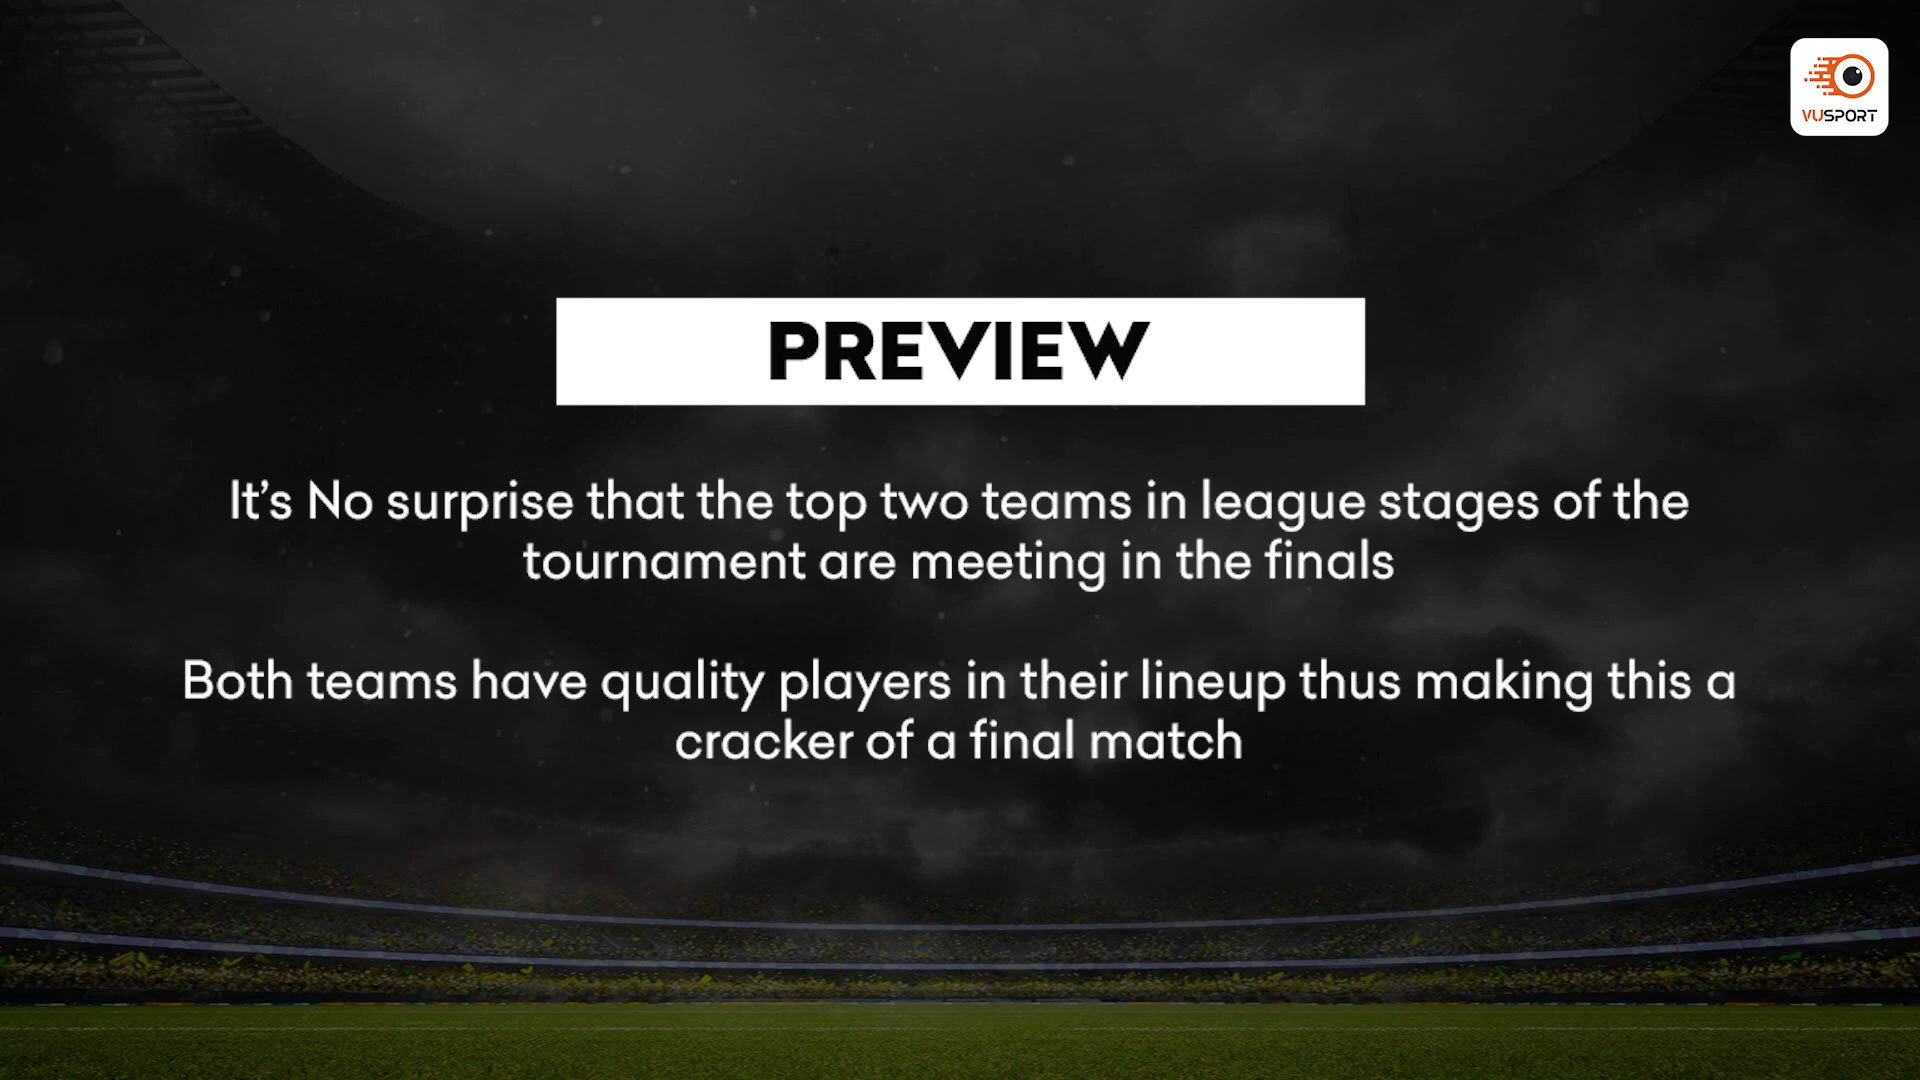 VUSPORT
PREVIEW
It’s No surprise that the top two teams in league stages of the
tournament are meeting in the finals
Both teams have quality players in their lineup thus making this a
cracker of a final match